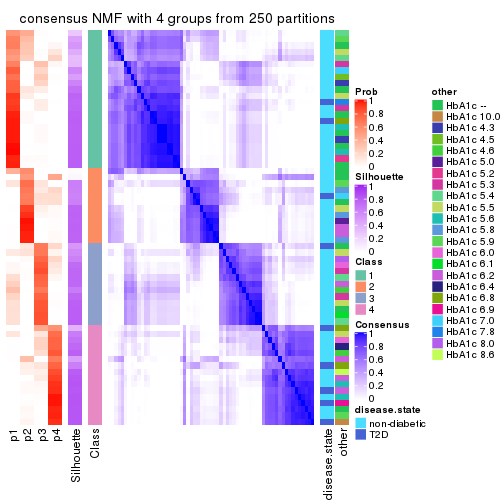 consensus NMF with 4 groups from 250 partitions
p1
p2
p3
p4
Silhouette
Class
disease.state
other
Prob
1
0.8
0.6
0.4
0.2
0
Silhouette
1
0.8
0.6
0.4
0.2
0
Class
1
2
3
4
Consensus
1
0.8
0.6
0.4
0.2
0
disease.state
non-diabetic
T2D
other
HbA1c --
HbA1c 10.0
HbA1c 4.3
HbA1c 4.5
HbA1c 4.6
HbA1c 5.0
HbA1c 5.2
HbA1c 5.3
HbA1c 5.4
HbA1c 5.5
HbA1c 5.6
HbA1c 5.8
HbA1c 5.9
HbA1c 6.0
HbA1c 6.1
HbA1c 6.2
HbA1c 6.4
HbA1c 6.8
HbA1c 6.9
HbA1c 7.0
HbA1c 7.8
HbA1c 8.0
HbA1c 8.6